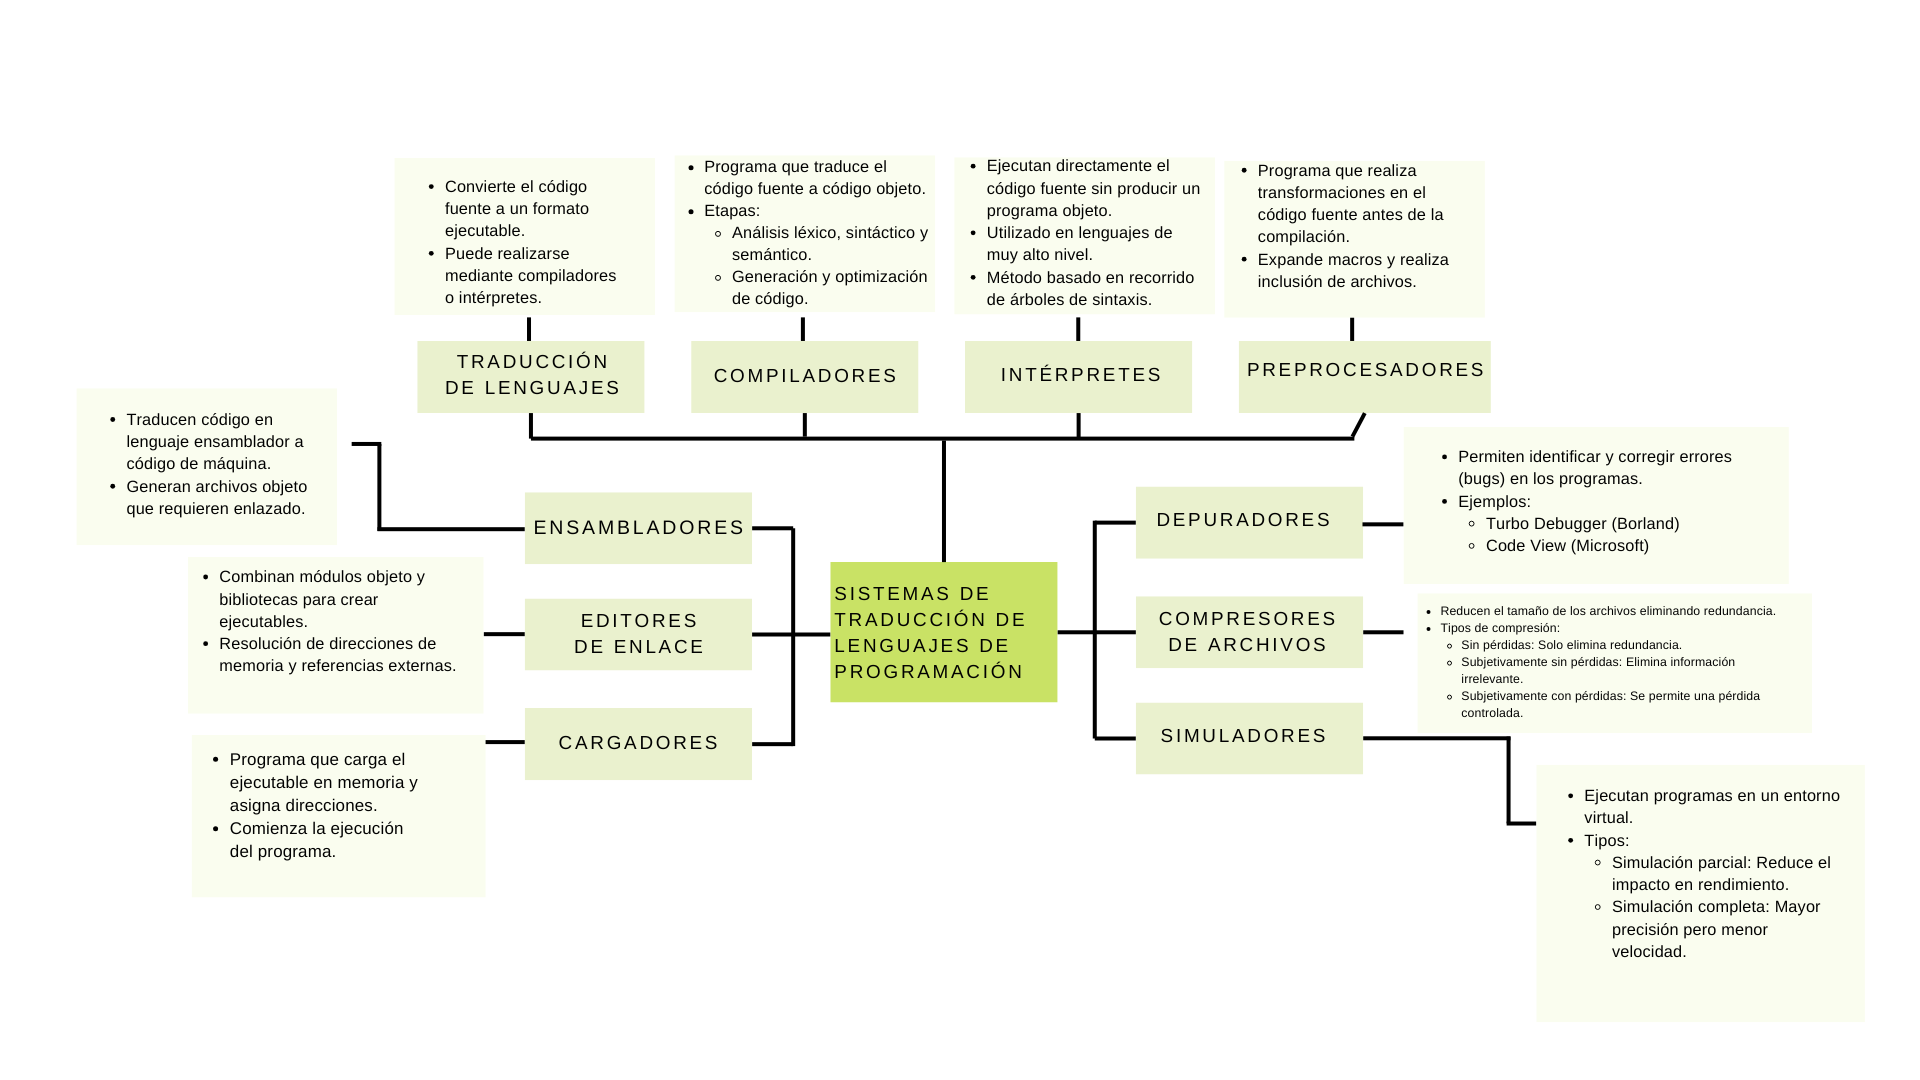 • Convierte el código
fuente a un formato
ejecutable.
• Puede realizarse
mediante compiladores
o intérpretes.
• Programa que traduce el
código fuente a código objeto.
• Etapas:
◦ Análisis léxico, sintáctico y
semántico.
◦ Generación y optimización
de código.
• Ejecutan directamente el
código fuente sin producir un
programa objeto.
• Utilizado en lenguajes de
muy alto nivel.
• Método basado en recorrido
de árboles de sintaxis.
• Programa que realiza
transformaciones en el
código fuente antes de la
compilación.
• Expande macros y realiza
inclusión de archivos.
TRADUCCIÓN
DE LENGUAJES
COMPILADORES
INTÉRPRETES
PREPROCESADORES
• Traducen código en
lenguaje ensamblador a
código de máquina.
• Generan archivos objeto
que requieren enlazado.
ENSAMBLADORES
• Combinan módulos objeto y
bibliotecas para crear
ejecutables.
• Resolución de direcciones de
memoria y referencias externas.
EDITORES
DE ENLACE
• Programa que carga el
ejecutable en memoria y
asigna direcciones.
• Comienza la ejecución
del programa.
CARGADORES
SISTEMAS DE
TRADUCCIÓN DE
LENGUAJES DE
PROGRAMACIÓN
DEPURADORES
• Permiten identificar y corregir errores
(bugs) en los programas.
• Ejemplos:
◦ Turbo Debugger (Borland)
◦ Code View (Microsoft)
COMPRESORES
DE ARCHIVOS
• Reducen el tamaño de los archivos eliminando redundancia.
• Tipos de compresión:
◦ Sin pérdidas: Solo elimina redundancia.
◦ Subjetivamente sin pérdidas: Elimina información
irrelevante.
◦ Subjetivamente con pérdidas: Se permite una pérdida
controlada.
SIMULADORES
• Ejecutan programas en un entorno
virtual.
• Tipos:
◦ Simulación parcial: Reduce el
impacto en rendimiento.
◦ Simulación completa: Mayor
precisión pero menor
velocidad.